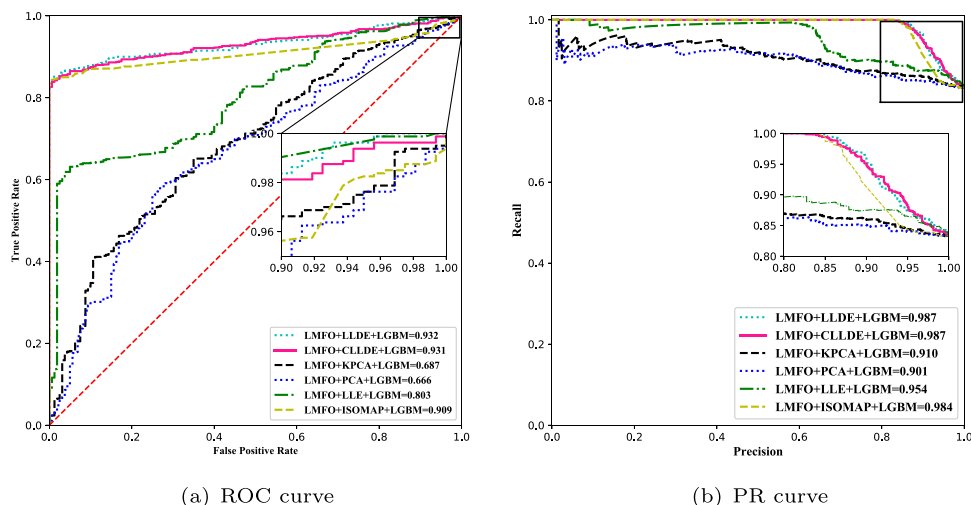 1.0
0.8
0.6
0.4
0.2
0.0
True Positive Rate
1.00
0.98
0.96
0.90 0.92 0.94 0.96 0.98 1.00
LMFO+LLDE+LGBM=0.932
LMFO+CLLDE+LGBM=0.931
LMFO+KPCA+LGBM=0.687
LMFO+PCA+LGBM=0.666
LMFO+LLE+LGBM=0.803
LMFO+ISOMAP+LGBM=0.909
0.0 0.2 0.4 0.6 0.8 1.0
False Positive Rate
(a) ROC curve
1.0
0.8
0.6
0.4
0.2
0.0
Recall
1.00
0.95
0.90
0.85
0.80
0.80 0.85 0.90 0.95 1.00
LMFO+LLDE+LGBM=0.987
LMFO+CLLDE+LGBM=0.987
LMFO+KPCA+LGBM=0.910
LMFO+PCA+LGBM=0.901
LMFO+LLE+LGBM=0.954
LMFO+ISOMAP+LGBM=0.984
0.0 0.2 0.4 0.6 0.8 1.0
Precision
(b) PR curve